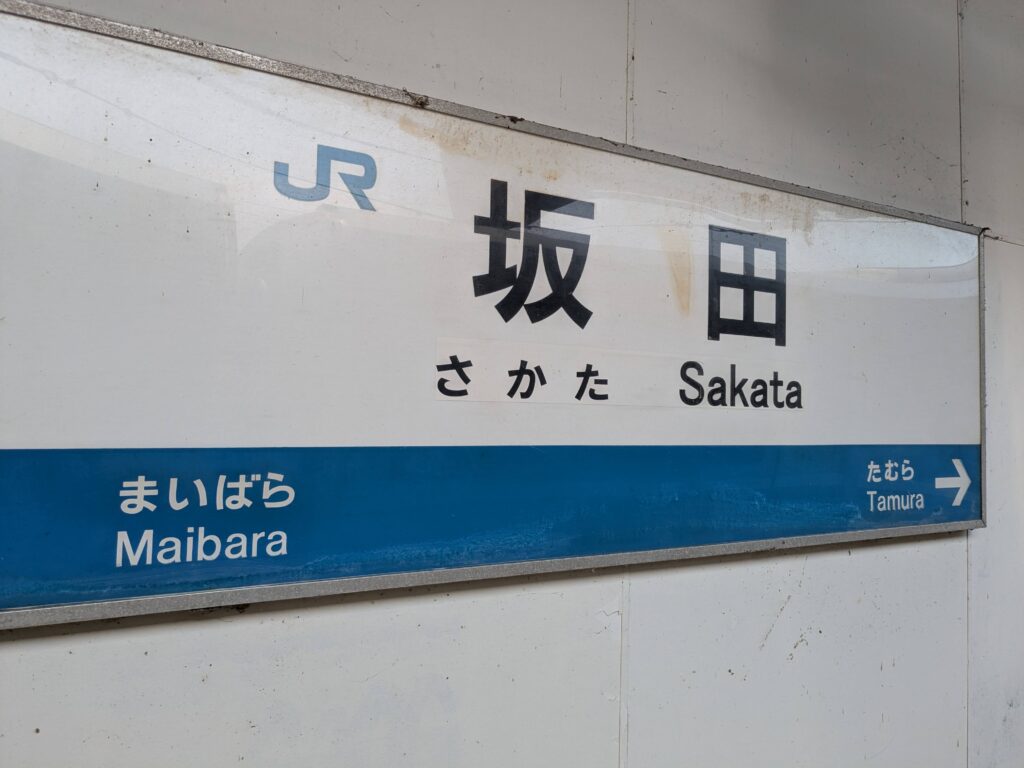 JR
坂田
さかた Sakata
まいばら
Maibara
たむら
Tamura →